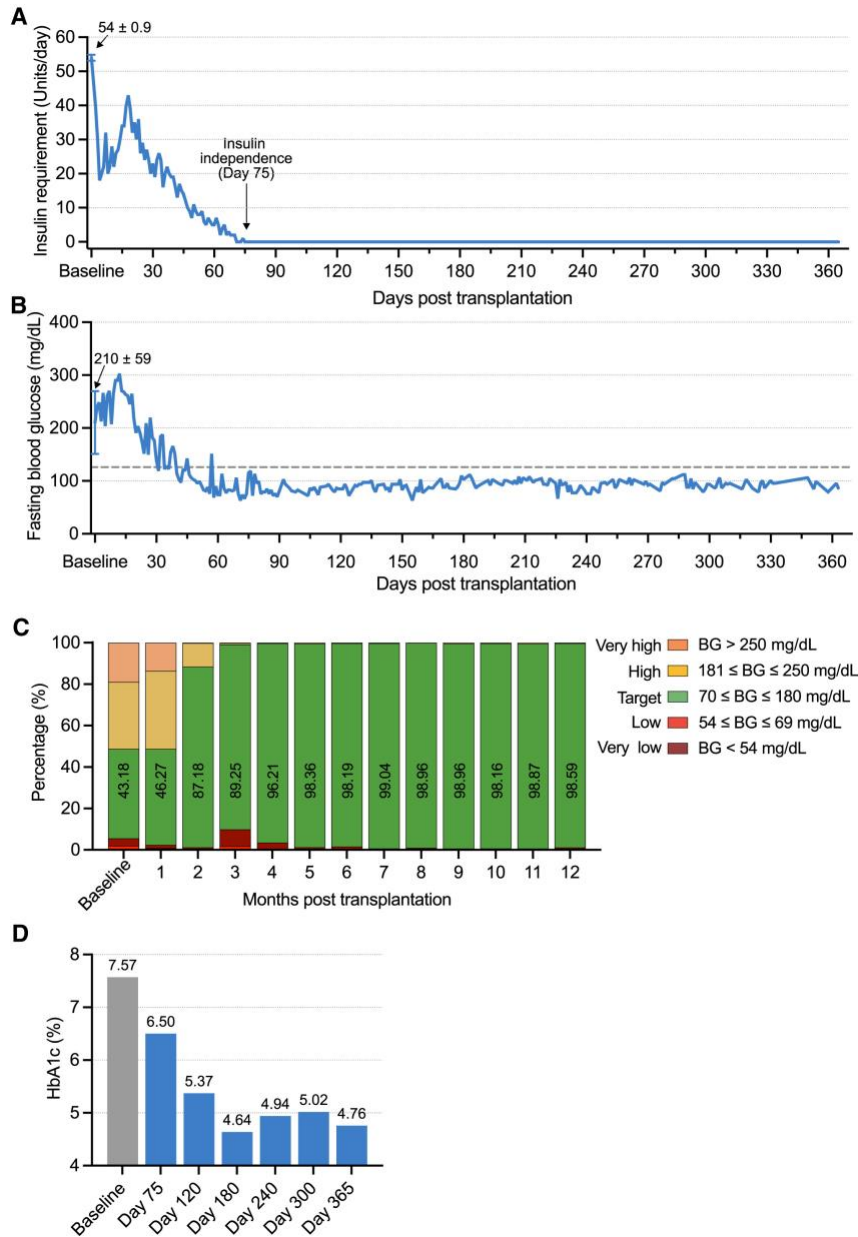 A
54 ± 0.9
Insulin requirement (Units/day)
60
50
40
30
20
10
0
Insulin
independence
(Day 75)
Baseline 30 60 90 120 150 180 210 240 270 300 330 360
Days post transplantation
B
210 ± 59
Fasting blood glucose (mg/dL)
400
300
200
100
0
Baseline 30 60 90 120 150 180 210 240 270 300 330 360
Days post transplantation
C
Percentage (%)
100
80
60
40
20
0
43.18 46.27 87.18 89.25 96.21 98.36 98.19 99.04 98.96 98.96 98.16 98.87 98.59
Baseline 1 2 3 4 5 6 7 8 9 10 11 12
Months post transplantation
Very high BG > 250 mg/dL
High 181 ≤ BG ≤ 250 mg/dL
Target 70 ≤ BG ≤ 180 mg/dL
Low 54 ≤ BG ≤ 69 mg/dL
Very low BG < 54 mg/dL
D
HbA1c (%)
8
7
6
5
4
7.57
6.50
5.37
4.64
4.94
5.02
4.76
Baseline Day 75 Day 120 Day 180 Day 240 Day 300 Day 365